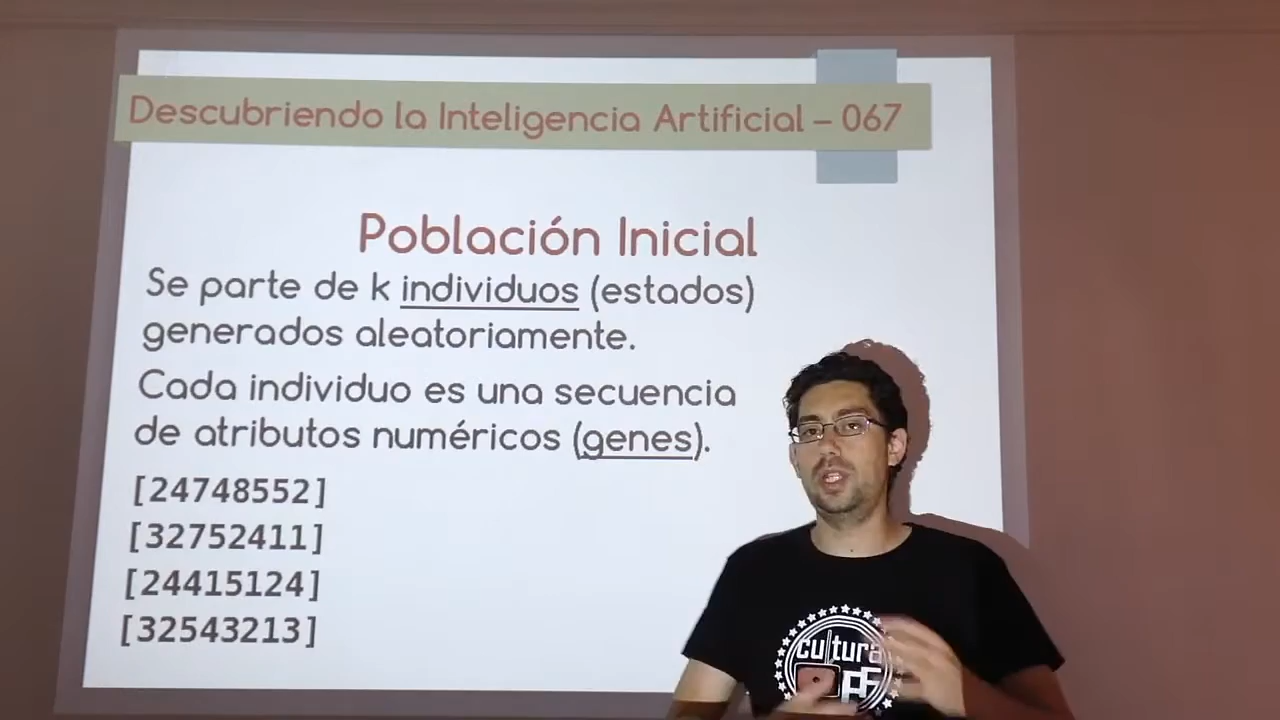 Descubriendo la Inteligencia Artificial – 067
Población Inicial
Se parte de k individuos (estados)
generados aleatoriamente.
Cada individuo es una secuencia
de atributos numéricos (genes).
[24748552]
[32752411]
[24415124]
[32543213]
cultura